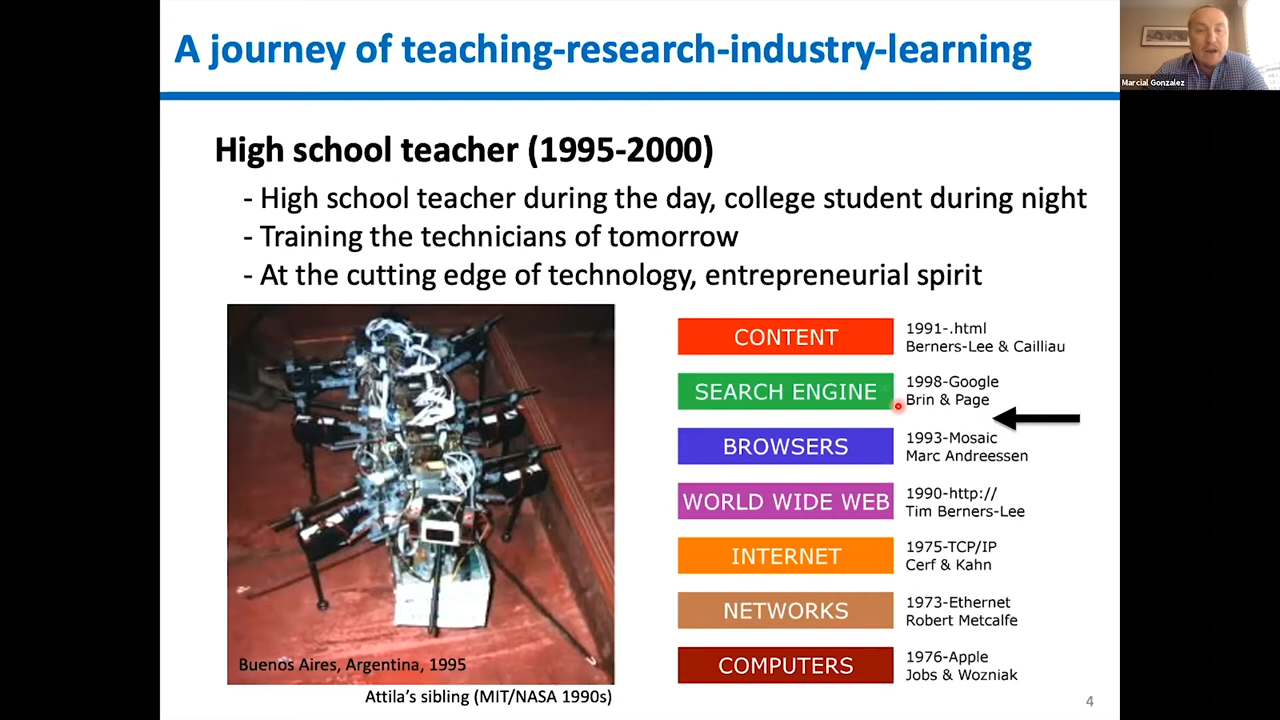 A journey of teaching-research-industry-learning
Marcial Gonzalez
High school teacher (1995-2000)
- High school teacher during the day, college student during night
- Training the technicians of tomorrow
- At the cutting edge of technology, entrepreneurial spirit
CONTENT
1991-.html
Berners-Lee & Cailliau
SEARCH ENGINE
1998-Google
Brin & Page
BROWSERS
1993-Mosaic
Marc Andreessen
WORLD WIDE WEB
1990-http://
Tim Berners-Lee
INTERNET
1975-TCP/IP
Cerf & Kahn
NETWORKS
1973-Ethernet
Robert Metcalfe
COMPUTERS
1976-Apple
Jobs & Wozniak
Buenos Aires, Argentina, 1995
Attila's sibling (MIT/NASA 1990s)
4